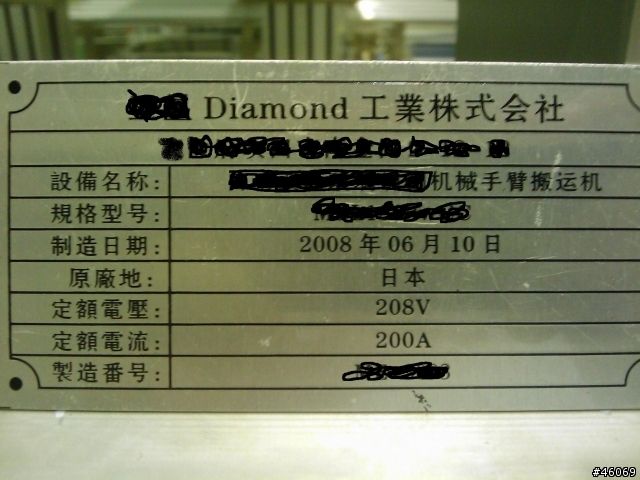 Diamond 工業株式会社
設備名称: 机械手臂搬运机
規格型号:
制造日期: 2008 年 06 月 10 日
原廠地: 日本
定額電壓: 208V
定額電流: 200A
製造番号:
#46069